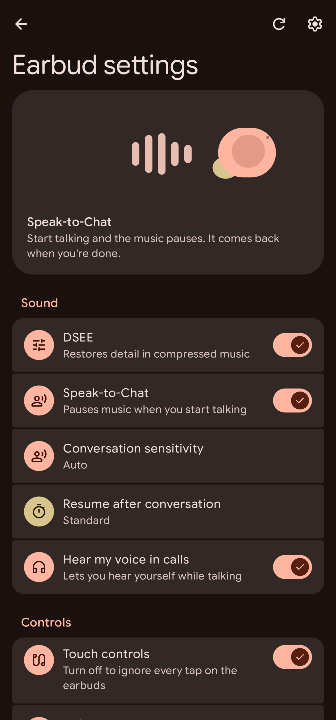 Earbud settings
Speak-to-Chat
Start talking and the music pauses. It comes back
when you're done.
Sound
DSEE
Restores detail in compressed music
Speak-to-Chat
Pauses music when you start talking
Conversation sensitivity
Auto
Resume after conversation
Standard
Hear my voice in calls
Lets you hear yourself while talking
Controls
Touch controls
Turn off to ignore every tap on the
earbuds